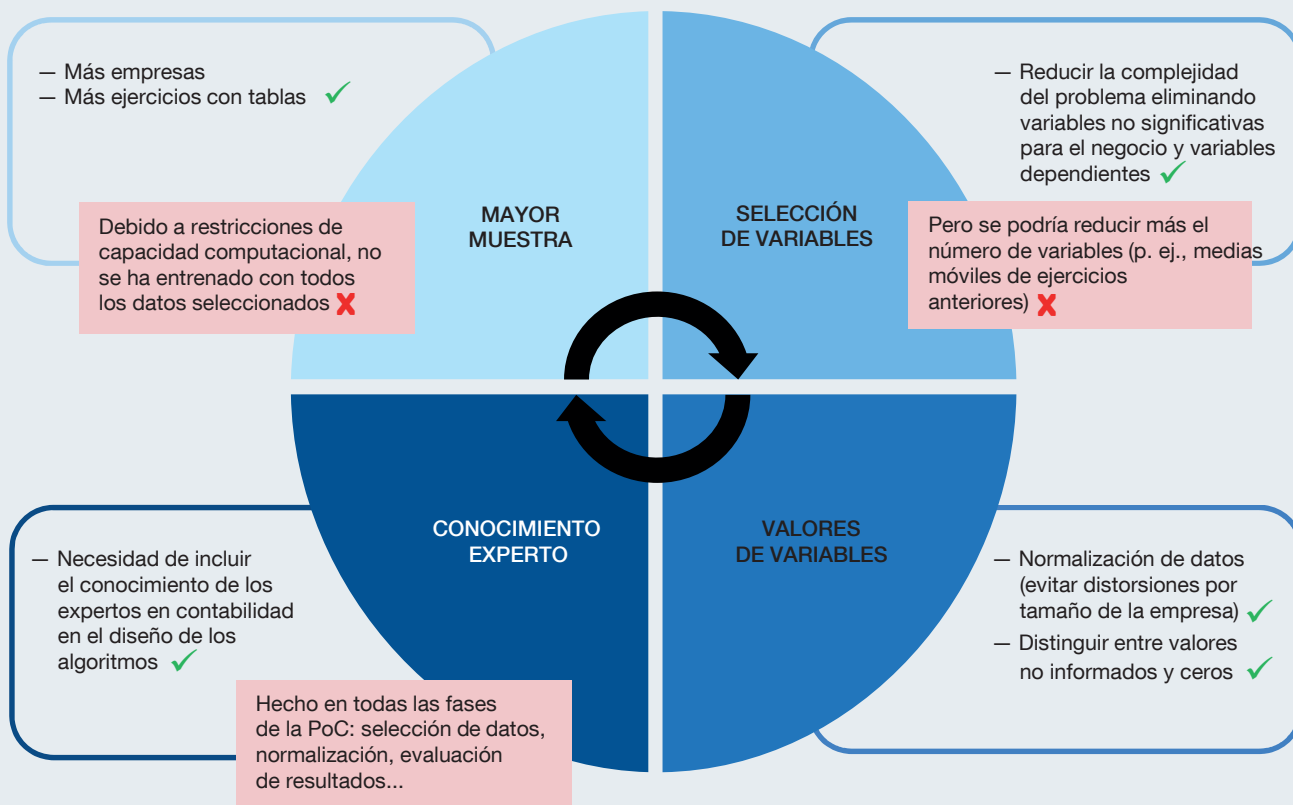 — Más empresas
— Más ejercicios con tablas ✓
Debido a restricciones de
capacidad computacional, no
se ha entrenado con todos
los datos seleccionados ✗
MAYOR
MUESTRA
SELECCIÓN
DE VARIABLES
— Reducir la complejidad
del problema eliminando
variables no significativas
para el negocio y variables
dependientes ✓
Pero se podría reducir más el
número de variables (p. ej., medias
móviles de ejercicios
anteriores) ✗
CONOCIMIENTO
EXPERTO
— Necesidad de incluir
el conocimiento de los
expertos en contabilidad
en el diseño de los
algoritmos ✓
Hecho en todas las fases
de la PoC: selección de datos,
normalización, evaluación
de resultados...
VALORES
DE VARIABLES
— Normalización de datos
(evitar distorsiones por
tamaño de la empresa) ✓
— Distinguir entre valores
no informados y ceros ✓